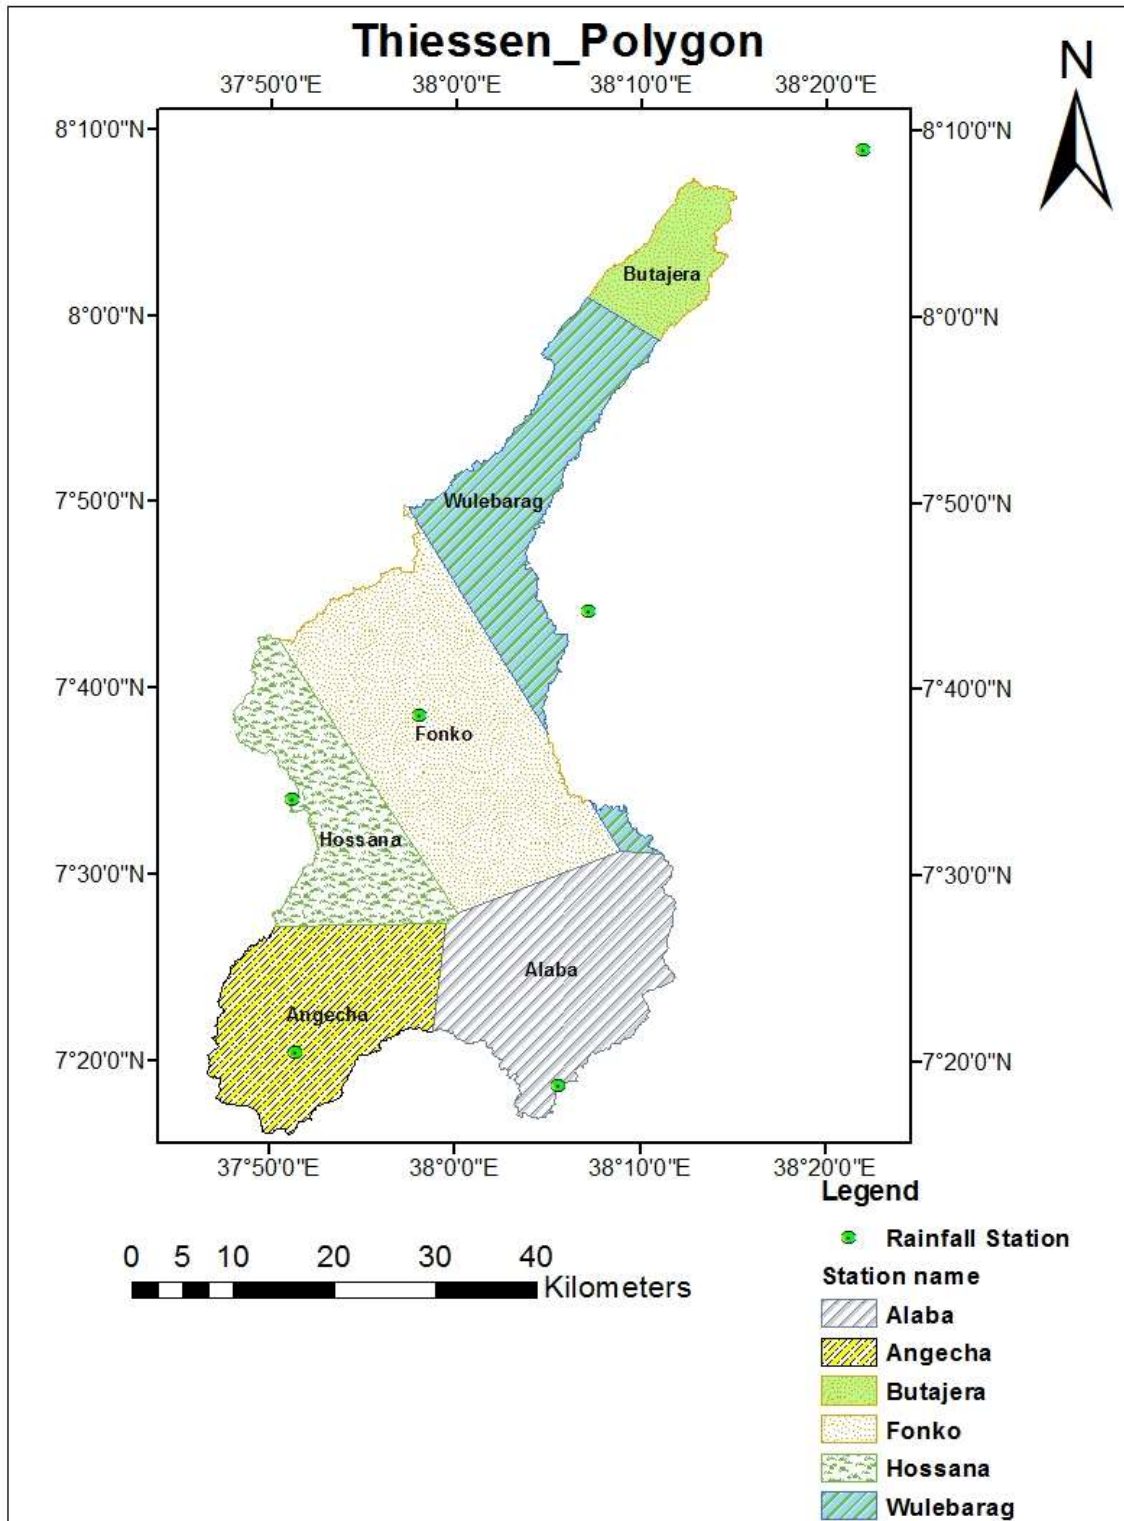 Thiessen_Polygon
N
37°50'0"E 38°0'0"E 38°10'0"E 38°20'0"E
8°10'0"N 8°10'0"N
Butajera
8°0'0"N 8°0'0"N
7°50'0"N Wulebarag 7°50'0"N
7°40'0"N 7°40'0"N
Fonko
Hossana
7°30'0"N 7°30'0"N
Alaba
Angecha
7°20'0"N 7°20'0"N
37°50'0"E 38°0'0"E 38°10'0"E 38°20'0"E
Legend
Rainfall Station
0 5 10 20 30 40
Kilometers
Station name
Alaba
Angecha
Butajera
Fonko
Hossana
Wulebarag